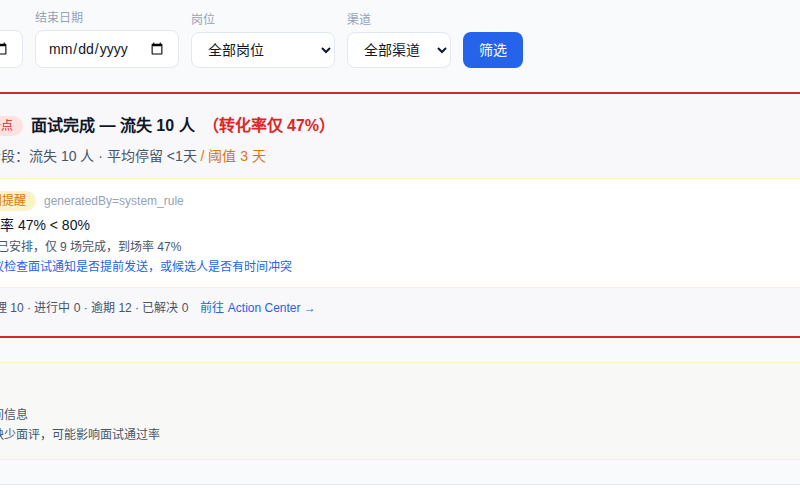 结束日期 岗位 渠道
mm/dd/yyyy 全部岗位 全部渠道 筛选
点 面试完成 — 流失 10 人 （转化率仅 47%）
段：流失 10 人 · 平均停留 <1天 / 阈值 3 天
提醒 generatedBy=system_rule
率 47% < 80%
已安排，仅 9 场完成，到场率 47%
检查面试通知是否提前发送，或候选人是否有时间冲突
理 10 · 进行中 0 · 逾期 12 · 已解决 0 前往 Action Center →
信息
缺少面评，可能影响面试通过率